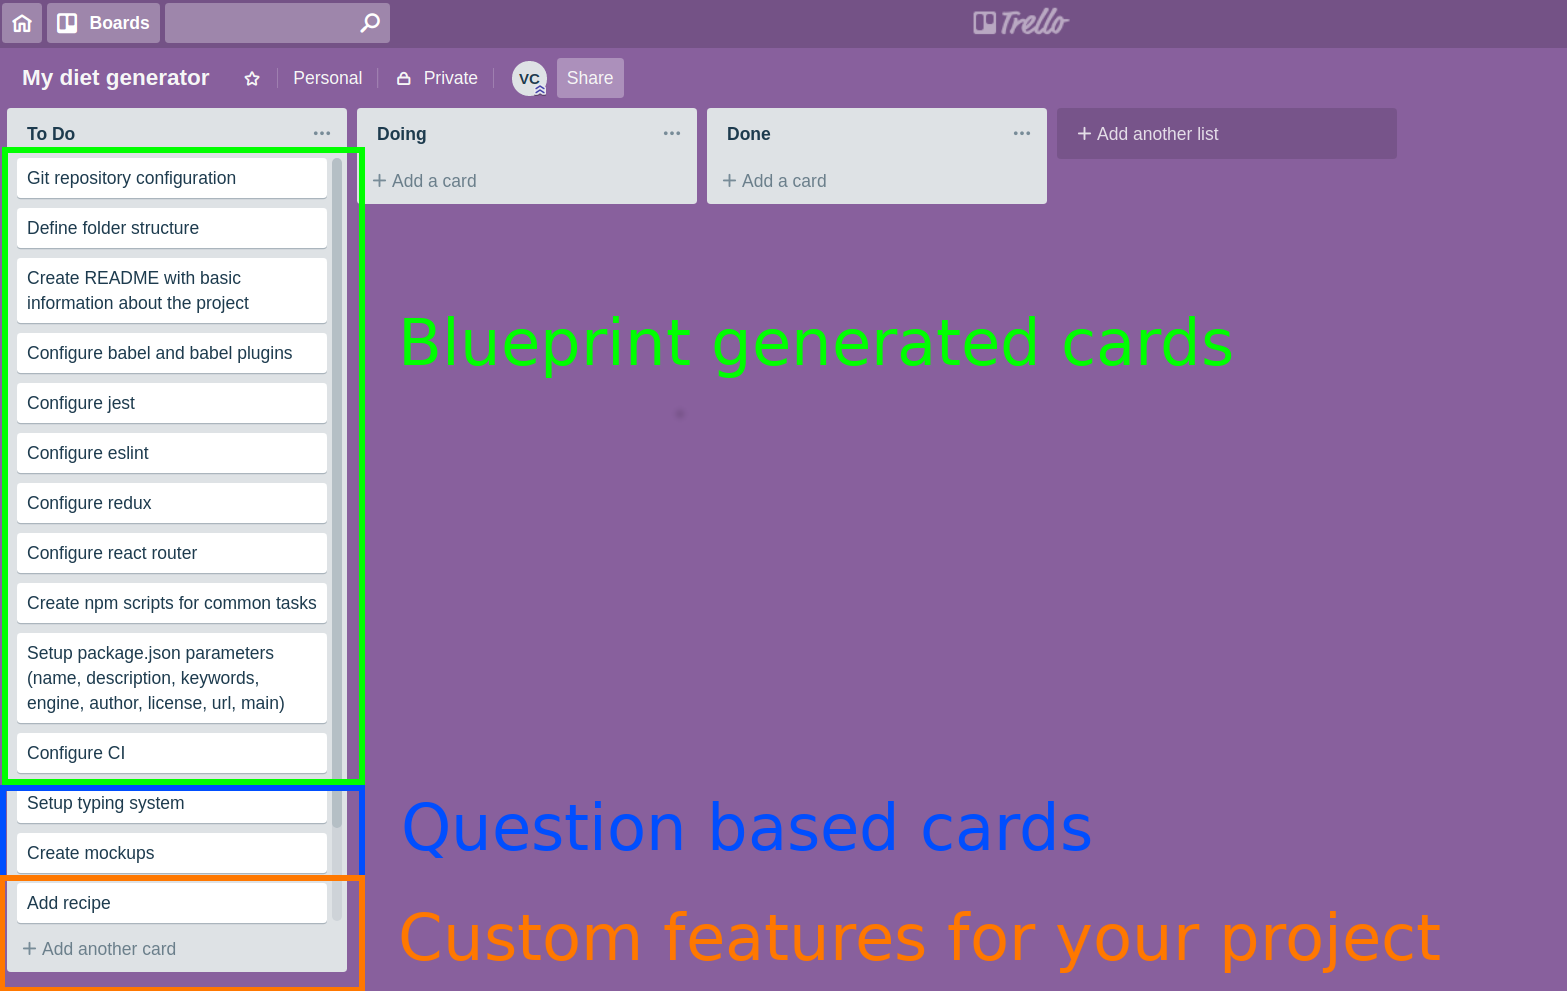 Boards
Trello
My diet generator
Personal
Private
VC
Share
To Do
Doing
Done
+ Add another list
Git repository configuration
+ Add a card
+ Add a card
Define folder structure
Create README with basic
information about the project
Configure babel and babel plugins
Configure jest
Configure eslint
Configure redux
Configure react router
Create npm scripts for common tasks
Setup package.json parameters
(name, description, keywords,
engine, author, license, url, main)
Configure CI
Blueprint generated cards
Setup typing system
Create mockups
Question based cards
Add recipe
+ Add another card
Custom features for your project